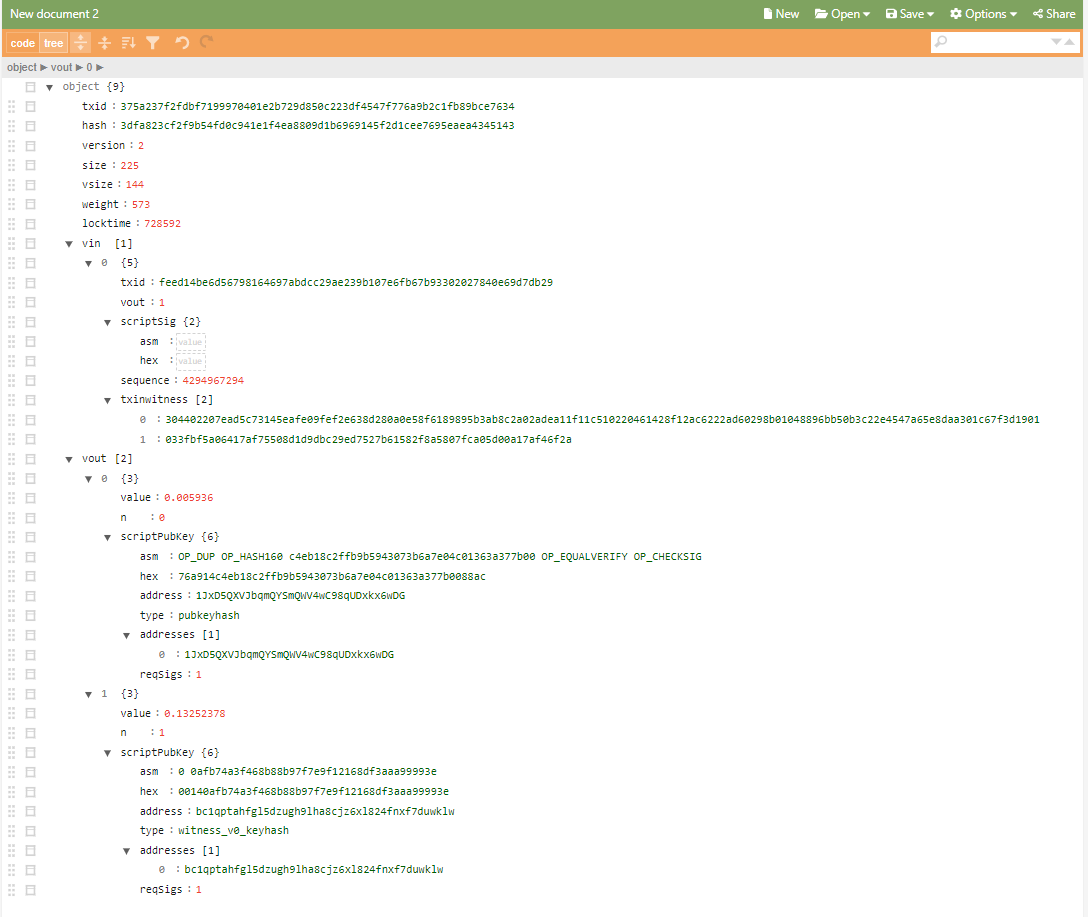 New document 2 New Open Save Options Share
code tree
object ▶ vout ▶ 0 ▶
object {9}
txid : 375a237f2fdbf7199970401e2b729d850c223df4547f776a9b2c1fb89bce7634
hash : 3dfa823cf2f9b54fd0c941e1f4ea8809d1b6969145f2d1cee7695eaea4345143
version : 2
size : 225
vsize : 144
weight : 573
locktime : 728592
vin [1]
0 {5}
txid : feed14be6d56798164697abdcc29ae239b107e6fb67b93302027840e69d7db29
vout : 1
scriptSig {2}
asm : value
hex : value
sequence : 4294967294
txinwitness [2]
0 : 304402207ead5c73145eafe09fef2e638d280a0e58f6189895b3ab8c2a02adea11f11c510220461428f12ac6222ad60298b01048896bb50b3c22e4547a65e8daa301c67f3d1901
1 : 033fbf5a06417af75508d1d9dbc29ed7527b61582f8a5807fca05d00a17af46f2a
vout [2]
0 {3}
value : 0.005936
n : 0
scriptPubKey {6}
asm : OP_DUP OP_HASH160 c4eb18c2ffb9b5943073b6a7e04c01363a377b00 OP_EQUALVERIFY OP_CHECKSIG
hex : 76a914c4eb18c2ffb9b5943073b6a7e04c01363a377b0088ac
address : 1JxD5QXVJbqmQYSmQWV4wC98qUDxkx6wDG
type : pubkeyhash
addresses [1]
0 : 1JxD5QXVJbqmQYSmQWV4wC98qUDxkx6wDG
reqSigs : 1
1 {3}
value : 0.13252378
n : 1
scriptPubKey {6}
asm : 0 0afb74a3f468b88b97f7e9f12168df3aaa99993e
hex : 00140afb74a3f468b88b97f7e9f12168df3aaa99993e
address : bc1qptahfgl5dzugh9lha8cjz6xl824fnxf7duwklw
type : witness_v0_keyhash
addresses [1]
0 : bc1qptahfgl5dzugh9lha8cjz6xl824fnxf7duwklw
reqSigs : 1